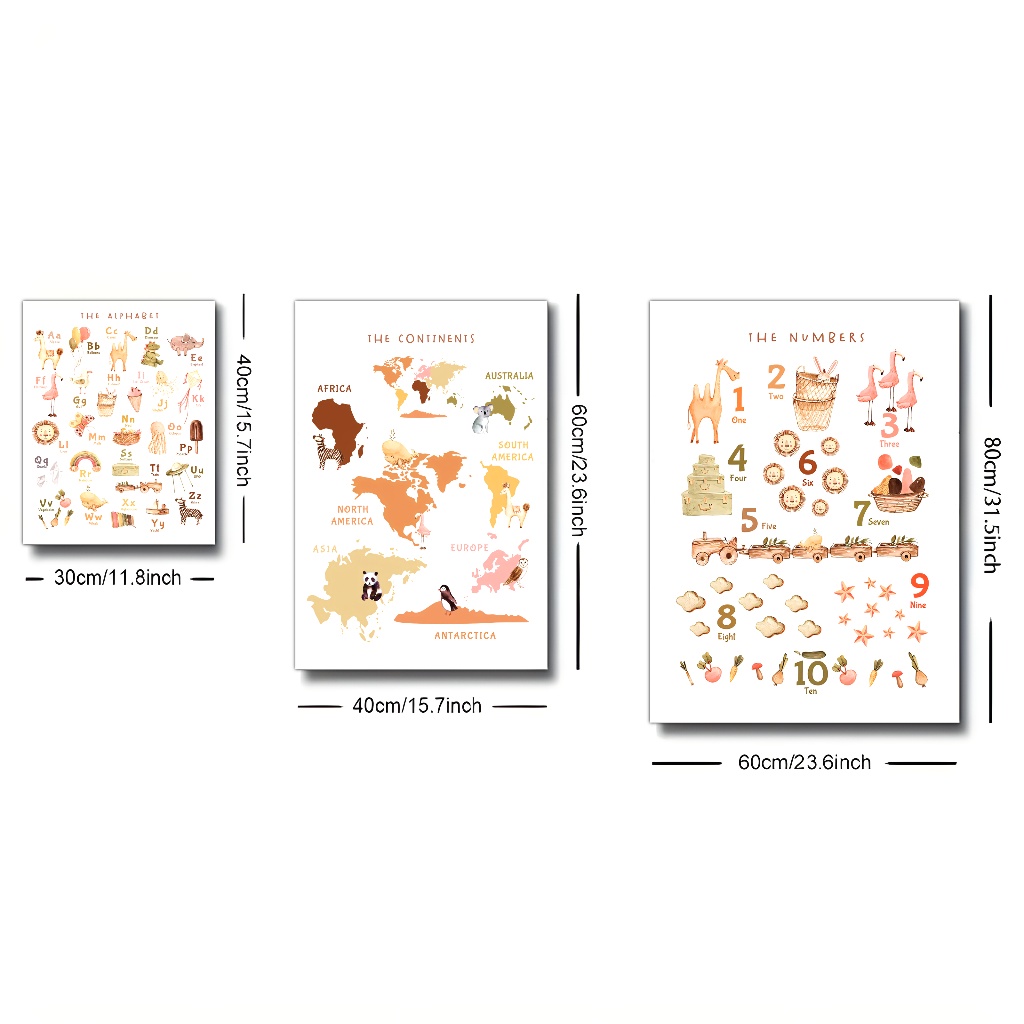 THE ALPHABET
Aa
Bb
Balloons
Cc
Dd
Ee
Ff
Gg
Hh
Jj
Kk
Ll
Mm
Nn
Oo
Pp
Qq
Rr
Ss
Tt
Uu
Vv
Ww
Xx
Yy
Zz
40cm/15.7inch
30cm/11.8inch
THE CONTINENTS
AFRICA
AUSTRALIA
SOUTH
AMERICA
NORTH
AMERICA
ASIA
EUROPE
ANTARCTICA
60cm/23.6inch
40cm/15.7inch
THE NUMBERS
1
One
2
Two
3
Three
4
Four
6
Six
5 Five
7 Seven
8
Eight
9
Nine
10
Ten
80cm/31.5inch
60cm/23.6inch